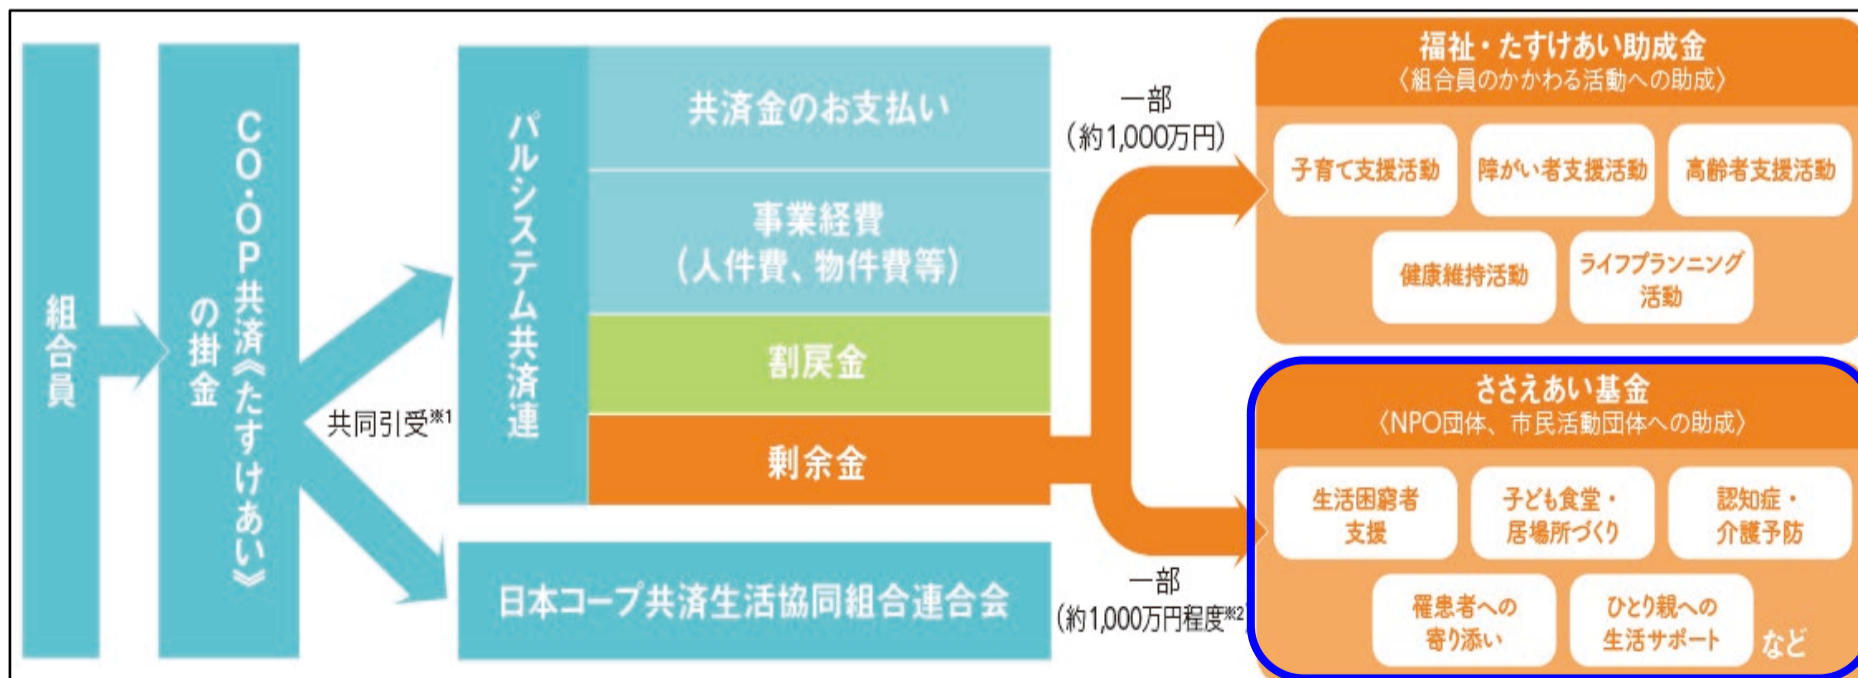 組合員
CO・OP共済《たすけあい》
の掛金
共同引受※1
パルシステム共済連
共済金のお支払い
事業経費
（人件費、物件費等）
割戻金
剰余金
日本コープ共済生活協同組合連合会
一部
（約1,000万円）
一部
（約1,000万円程度※2）
福祉・たすけあい助成金
〈組合員のかかわる活動への助成〉
子育て支援活動
障がい者支援活動
高齢者支援活動
健康維持活動
ライフプランニング
活動
ささえあい基金
〈NPO団体、市民活動団体への助成〉
生活困窮者
支援
子ども食堂・
居場所づくり
認知症・
介護予防
罹患者への
寄り添い
ひとり親への
生活サポート
など